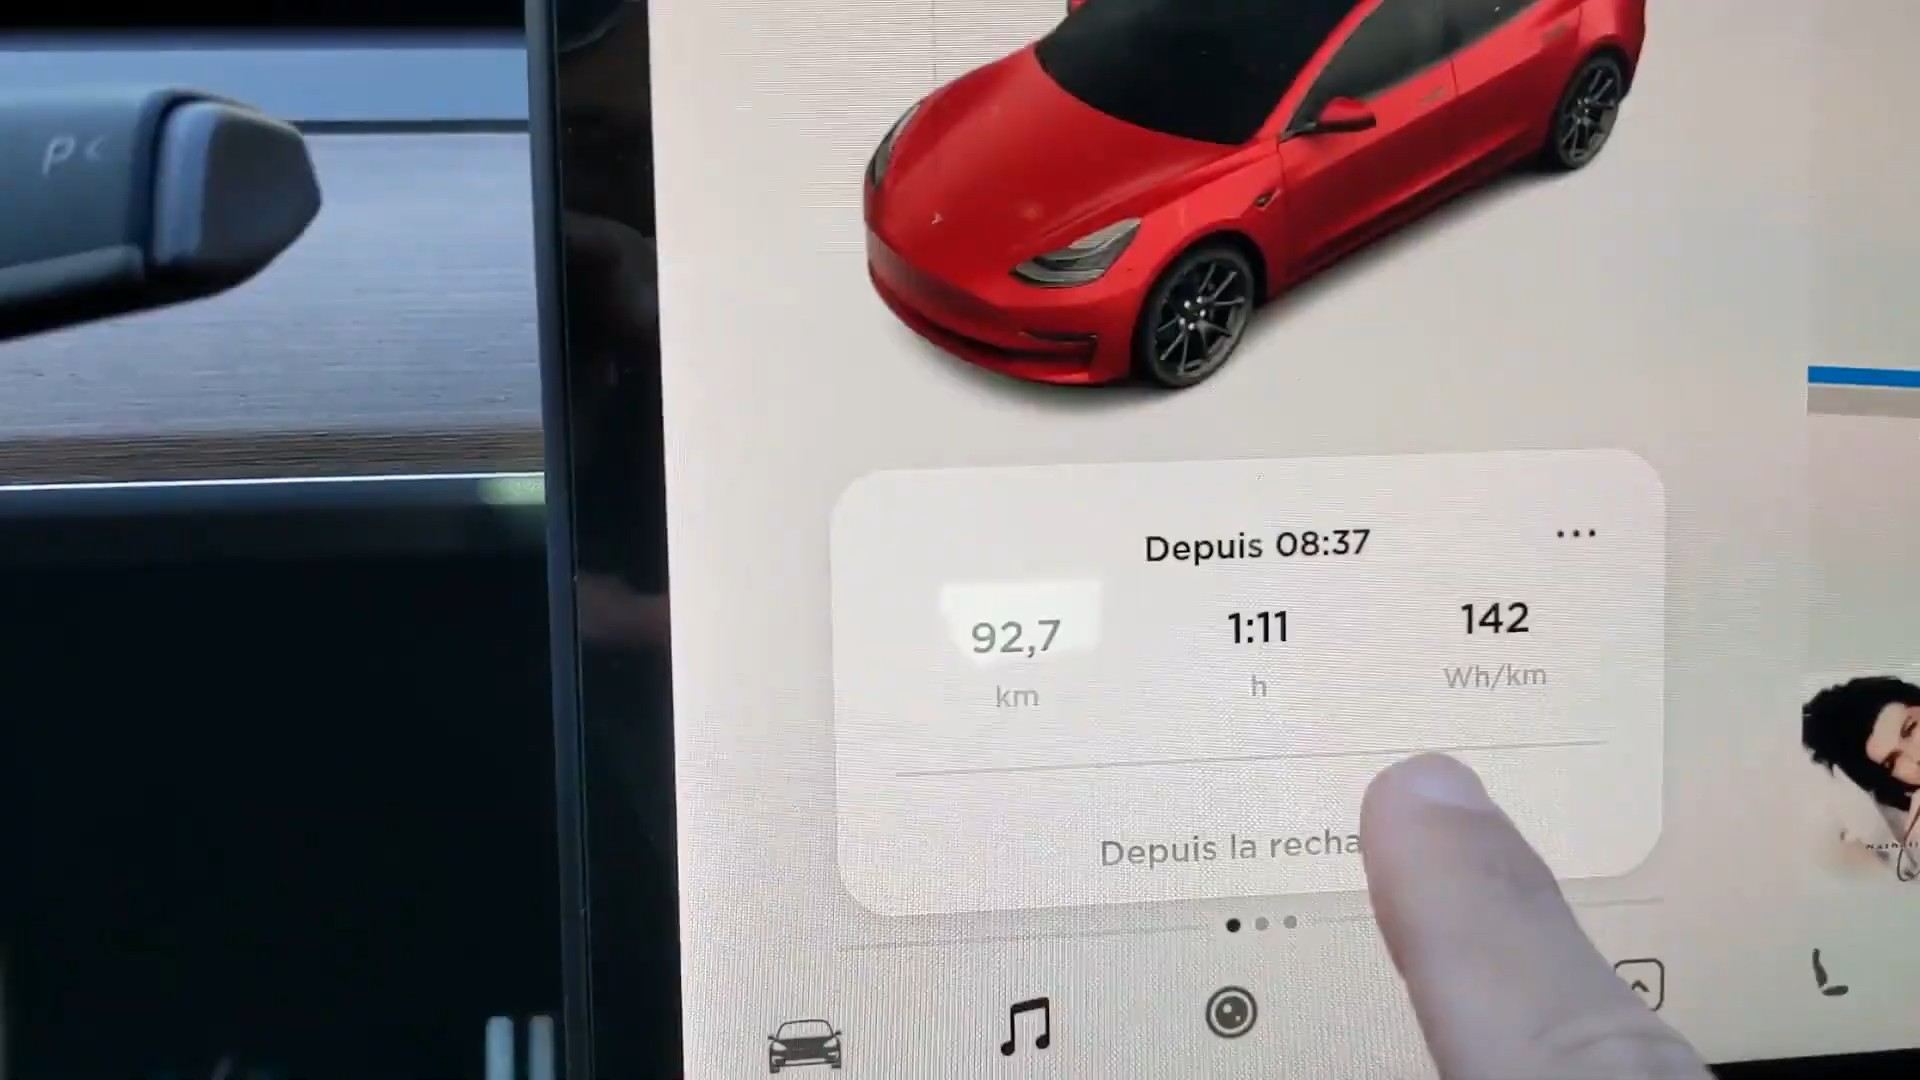 P <
Depuis 08:37
92,7 1:11 142
km h Wh/km
Depuis la recha